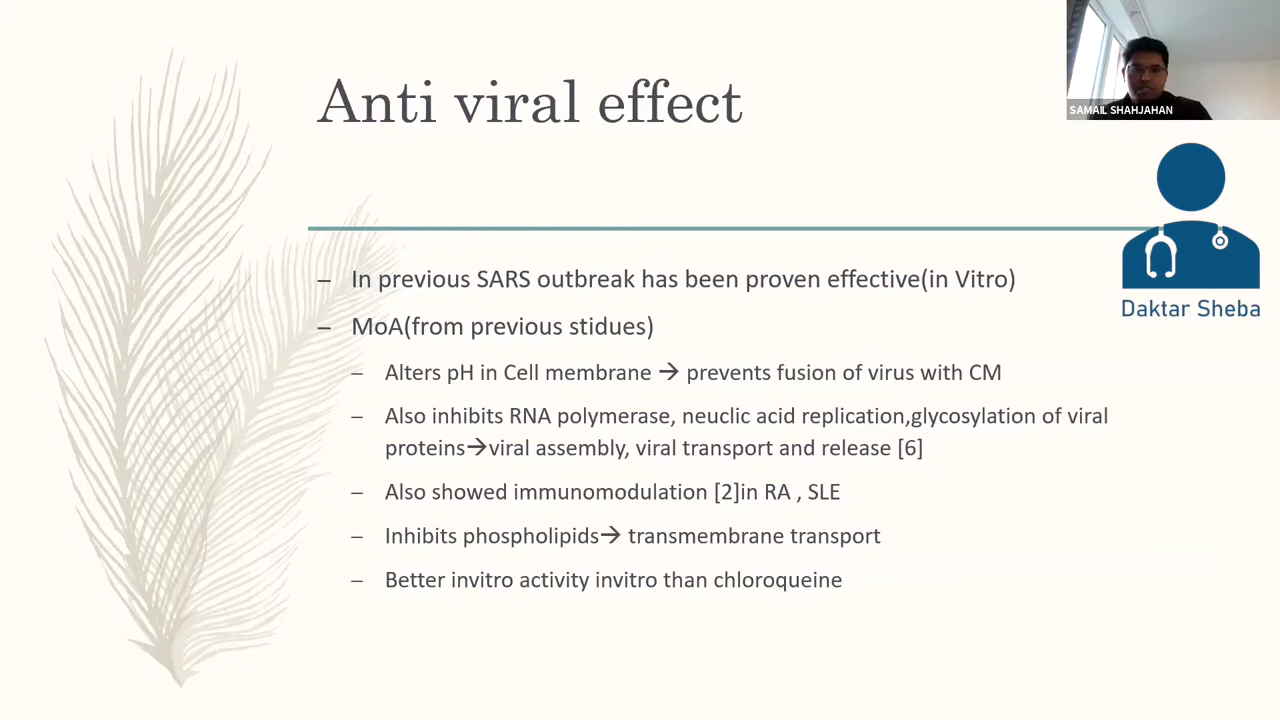 Anti viral effect
SAMAIL SHAHJAHAN
Daktar Sheba
– In previous SARS outbreak has been proven effective(in Vitro)
– MoA(from previous stidues)
– Alters pH in Cell membrane → prevents fusion of virus with CM
– Also inhibits RNA polymerase, neuclic acid replication,glycosylation of viral
proteins→viral assembly, viral transport and release [6]
– Also showed immunomodulation [2]in RA , SLE
– Inhibits phospholipids→ transmembrane transport
– Better invitro activity invitro than chloroqueine